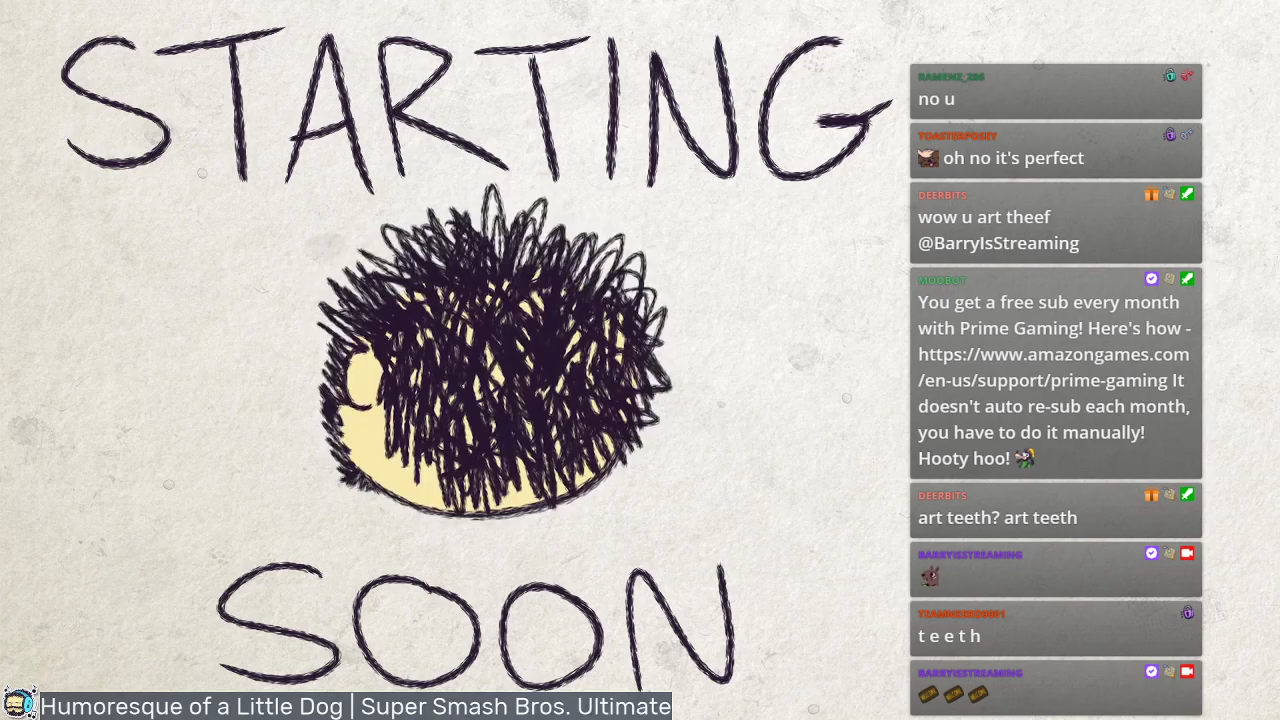 STARTING
SOON
RAMENZ_286
no u
TOASTERPOSEY
oh no it's perfect
DEERBITS
wow u art theef
@BarryIsStreaming
MOOBOT
You get a free sub every month
with Prime Gaming! Here's how -
https://www.amazongames.com
/en-us/support/prime-gaming It
doesn't auto re-sub each month,
you have to do it manually!
Hooty hoo!
DEERBITS
art teeth? art teeth
BARRYISSTREAMING
t e e t h
BARRYISSTREAMING
Humoresque of a Little Dog | Super Smash Bros. Ultimate